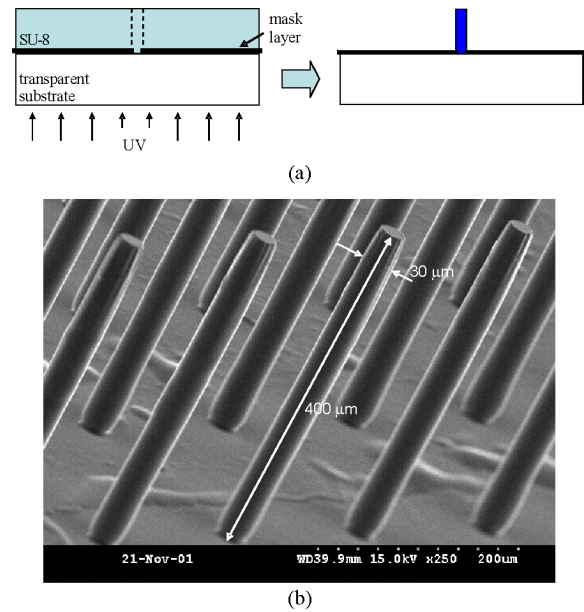 SU-8
mask
layer
transparent
substrate
UV
(a)
30 μm
400 μm
21-Nov-01 WD39.9mm 15.0kV x250 200um
(b)